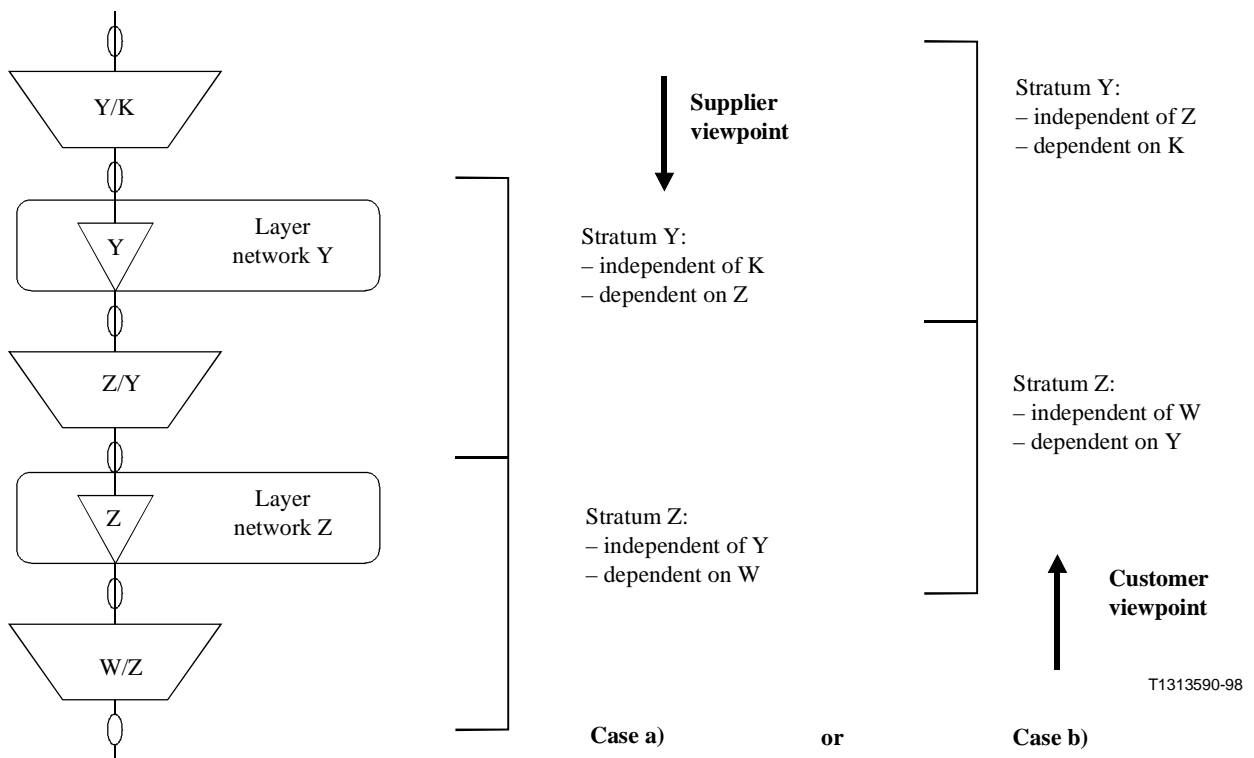 Y/K
Y
Layer
network Y
Z/Y
Z
Layer
network Z
W/Z
Supplier
viewpoint
Stratum Y:
– independent of K
– dependent on Z
Stratum Z:
– independent of Y
– dependent on W
Stratum Y:
– independent of Z
– dependent on K
Stratum Z:
– independent of W
– dependent on Y
Customer
viewpoint
T1313590-98
Case a)
or
Case b)